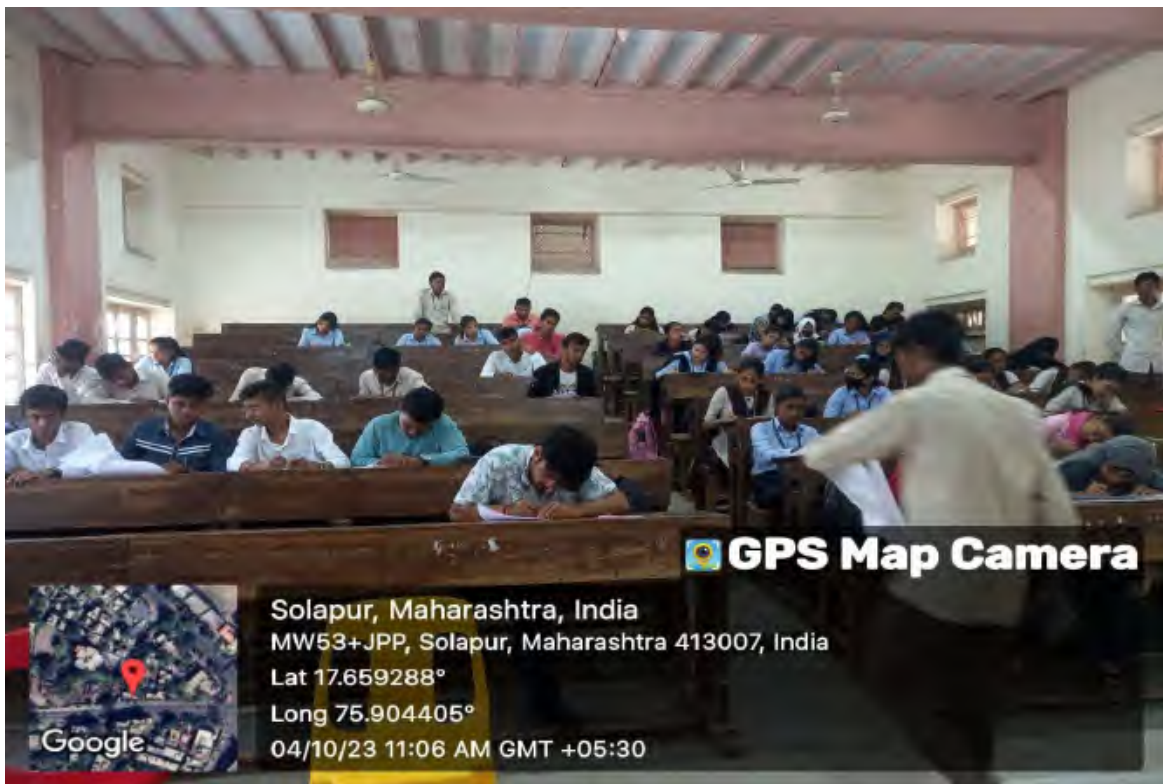 GPS Map Camera
Solapur, Maharashtra, India
MW53+JPP, Solapur, Maharashtra 413007, India
Lat 17.659288°
Long 75.904405°
04/10/23 11:06 AM GMT +05:30
Google